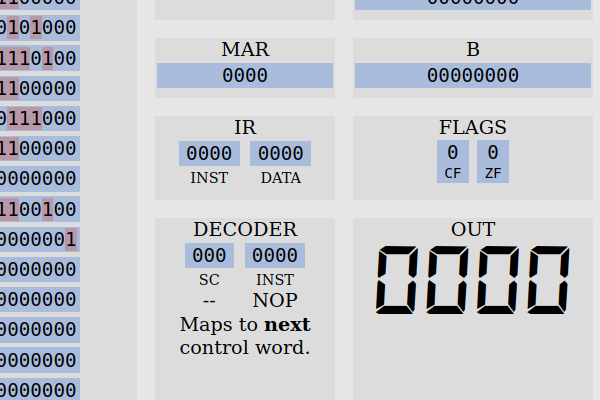 0101000
1110100
1100000
0111000
1100000
0000000
1100100
0000001
0000000
0000000
0000000
0000000
0000000
MAR
0000
B
00000000
IR
0000 0000
INST DATA
FLAGS
0 0
CF ZF
DECODER
000 0000
SC INST
-- NOP
Maps to next
control word.
OUT
0000